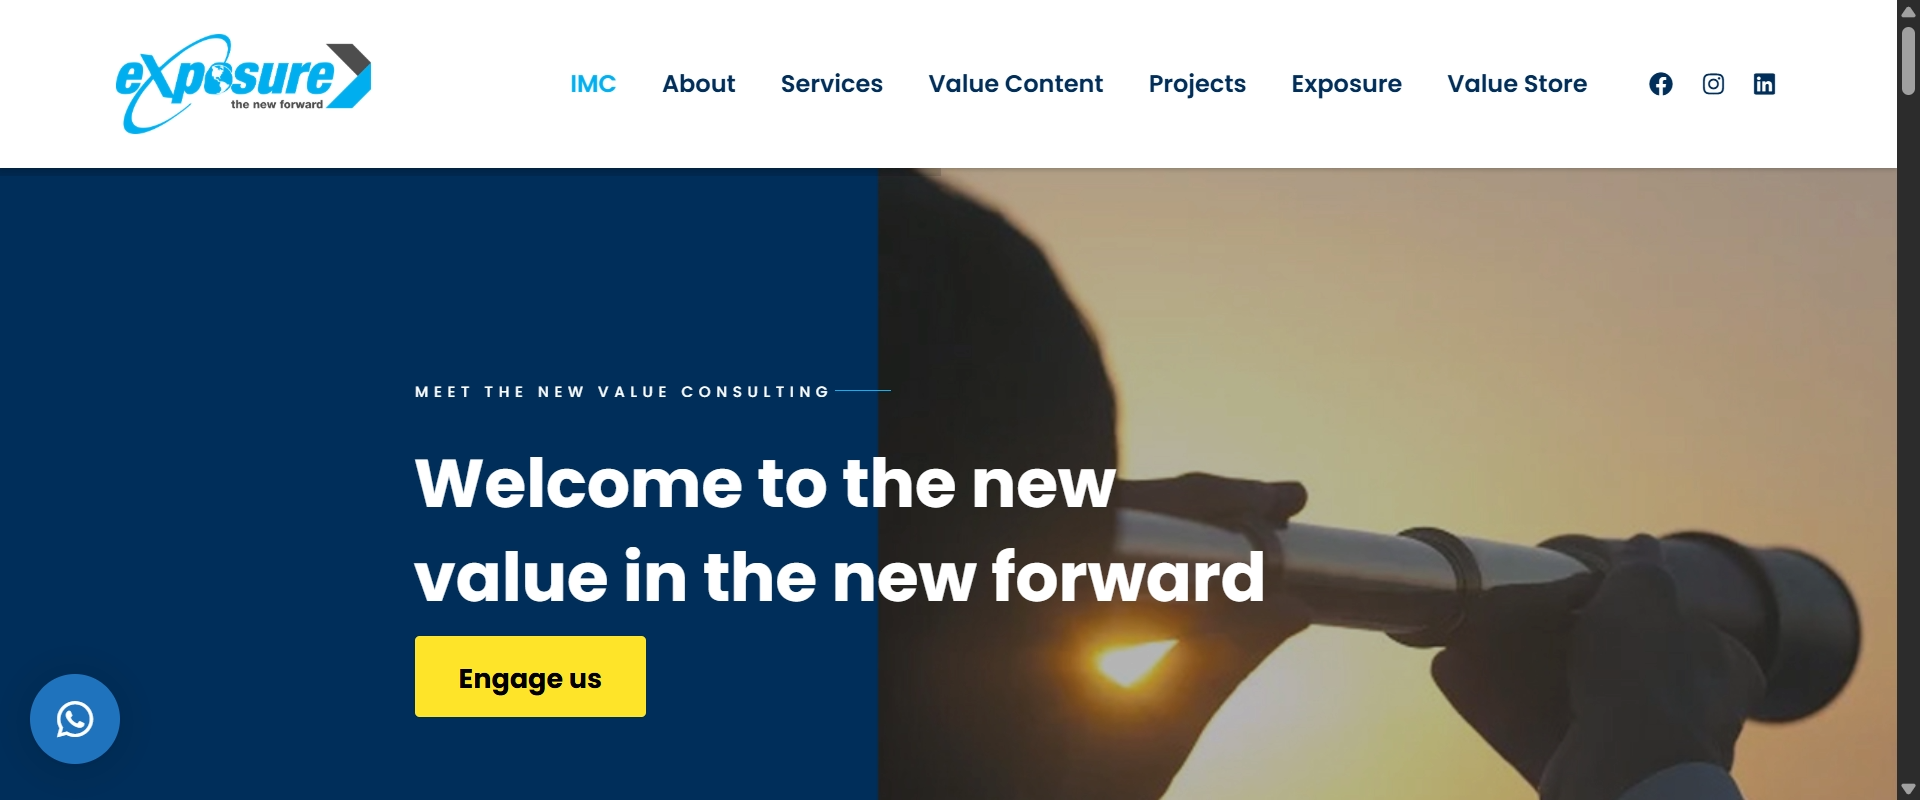 exposure
the new forward
IMC About Services Value Content Projects Exposure Value Store
MEET THE NEW VALUE CONSULTING
Welcome to the new
value in the new forward
Engage us